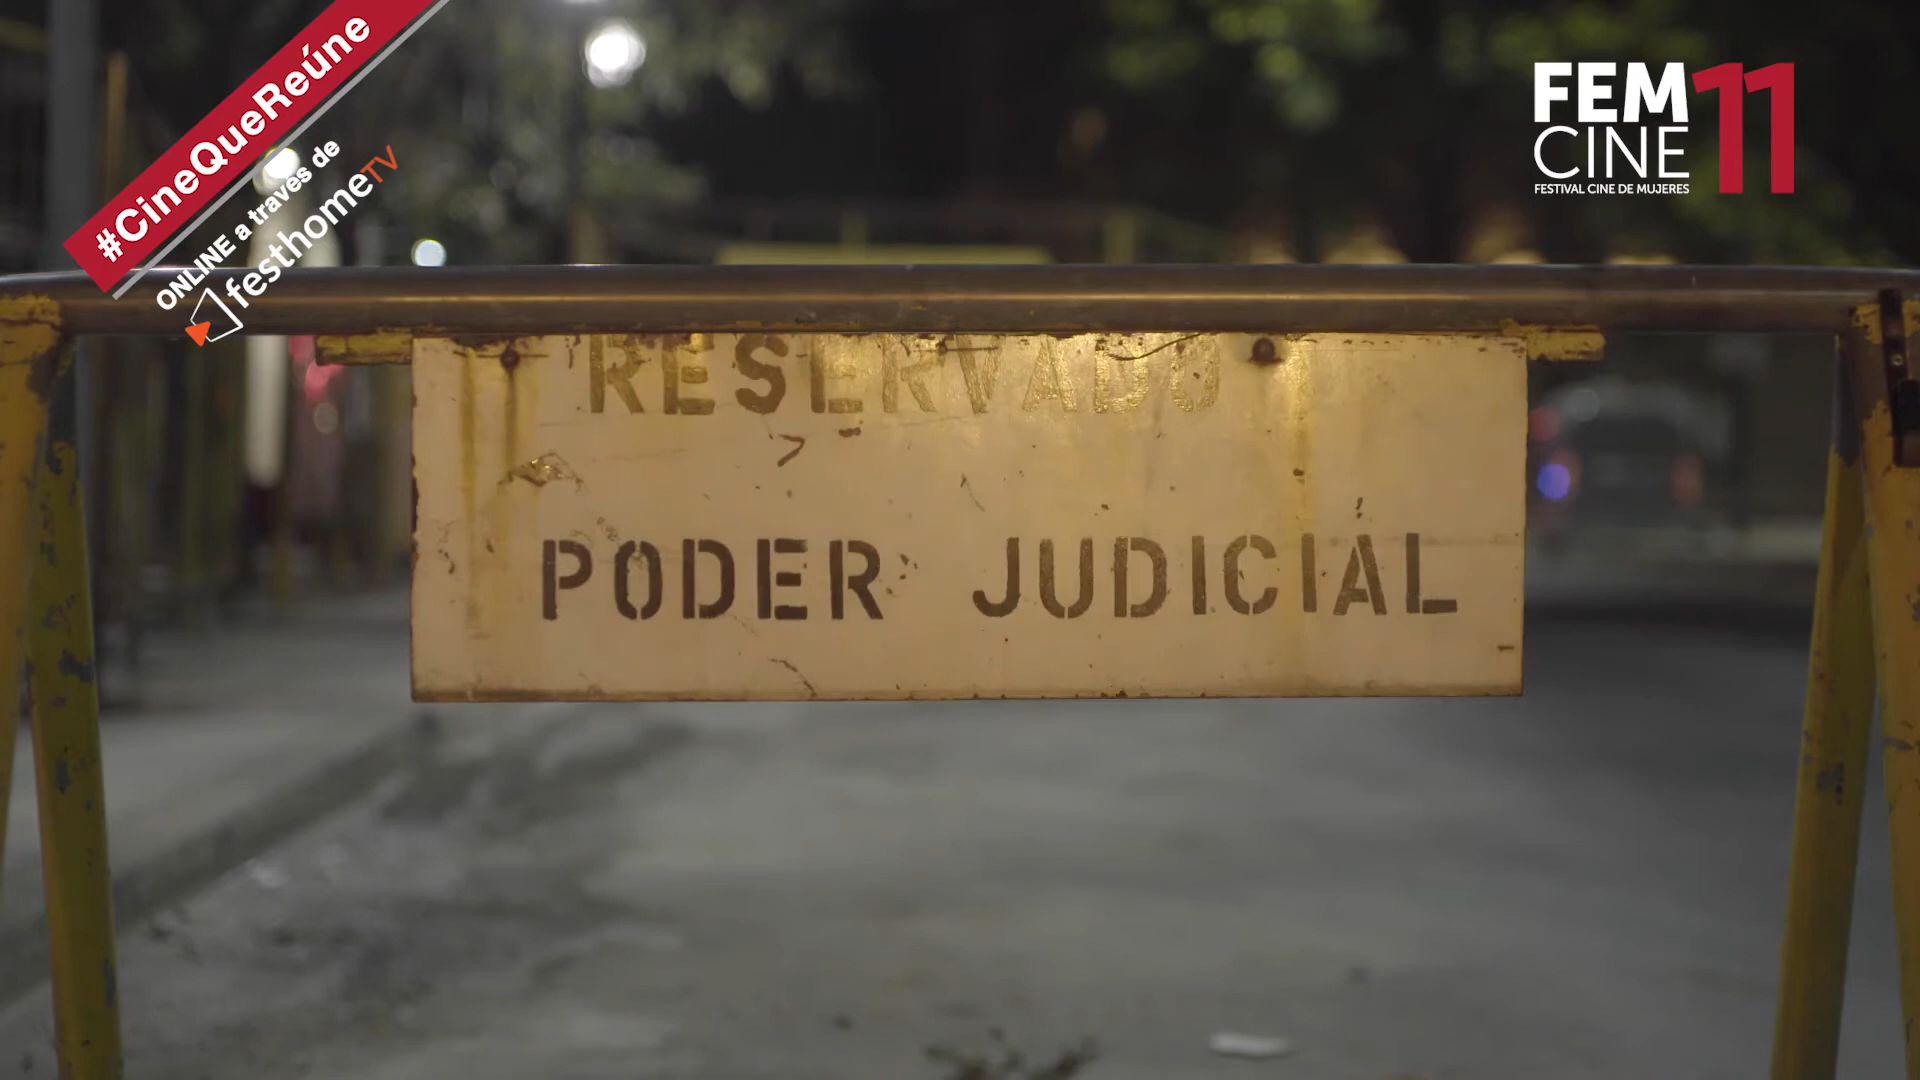 #CineQueReúne
ONLINE a través de
festhomeTV
FEM 11
CINE
FESTIVAL CINE DE MUJERES
RESERVADO
PODER JUDICIAL